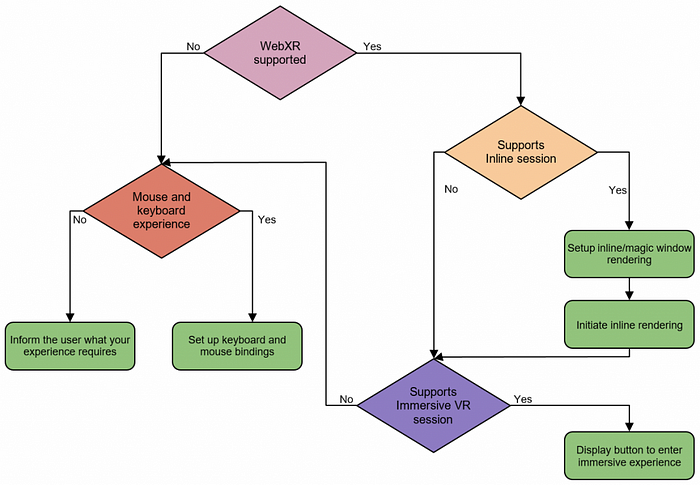 WebXR
supported
No
Yes
Supports
Inline session
No
Yes
Mouse and
keyboard
experience
No
Yes
Setup inline/magic window
rendering
Initiate inline rendering
Inform the user what your
experience requires
Set up keyboard and
mouse bindings
Supports
Immersive VR
session
No
Yes
Display button to enter
immersive experience